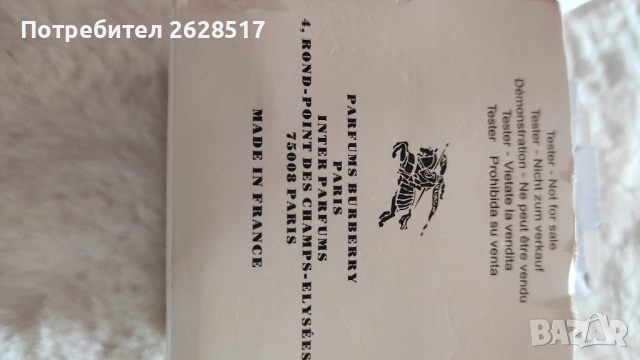 Потребител 2628517
Tester - Not for sale
Tester - Nicht zum verkauf
Démonstration - Ne peut être vendu
Tester - Vietate la vendita
Tester Prohibida su venta
PARFUMS BURBERRY
PARIS
INTER PARFUMS
4, ROND-POINT DES CHAMPS-ELYSÉES
75008 PARIS
MADE IN FRANCE
BAZAR